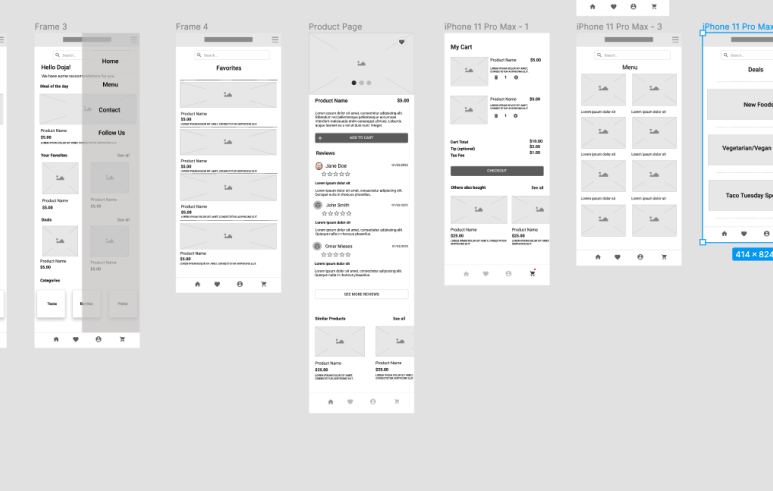 Frame 3
Search...
Hello Doja!
We have some recommendations for you.
Meal of the day
Product Name
$5.00
Your Favorites
See all
Product Name
$5.00
Product Name
$5.00
Deals
See all
Product Name
$5.00
Product Name
$5.00
Categories
Tacos
Home
Menu
Contact
Follow Us
Frame 4
Search...
Favorites
Product Name
$5.00
Product Name
$5.00
Product Name
$5.00
Product Name
$5.00
Product Page
Product Name
$5.00
ADD TO CART
Reviews
Jane Doe
Lorem ipsum dolor sit
John Smith
Lorem ipsum dolor sit
Omar Mieses
Lorem ipsum dolor sit
SEE MORE REVIEWS
Similar Products
See all
Product Name
$25.00
Product Name
$25.00
iPhone 11 Pro Max - 1
My Cart
Product Name
$5.00
1
Product Name
$5.00
1
Cart Total
$10.00
Tip (optional)
$2.00
Tax Fee
$1.00
CHECKOUT
Others also bought
See all
Product Name
$25.00
Product Name
$25.00
iPhone 11 Pro Max - 3
Search...
Menu
Lorem ipsum dolor sit
Lorem ipsum dolor sit
Lorem ipsum dolor sit
Lorem ipsum dolor sit
Lorem ipsum dolor sit
Lorem ipsum dolor sit
Lorem ipsum dolor sit
Lorem ipsum dolor sit
iPhone 11 Pro Max
Search...
Deals
New Foods
Vegetarian/Vegan
Taco Tuesday Spe
414 × 824